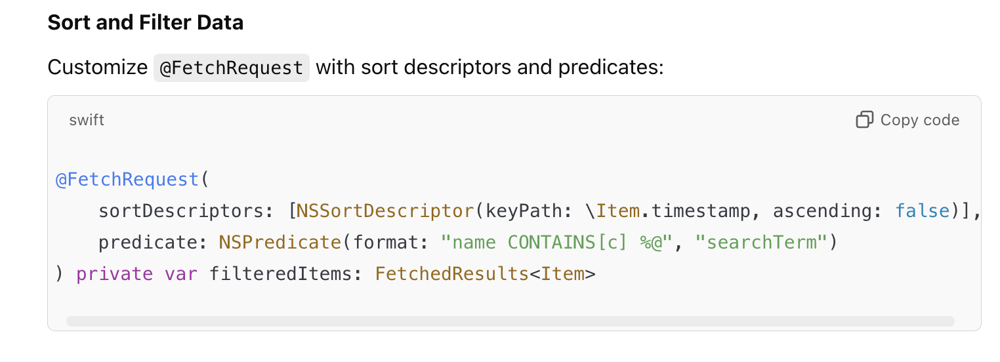 Sort and Filter Data
Customize @FetchRequest with sort descriptors and predicates:
swift
Copy code
@FetchRequest(
    sortDescriptors: [NSSortDescriptor(keyPath: \Item.timestamp, ascending: false)],
    predicate: NSPredicate(format: "name CONTAINS[c] %@", "searchTerm")
) private var filteredItems: FetchedResults<Item>